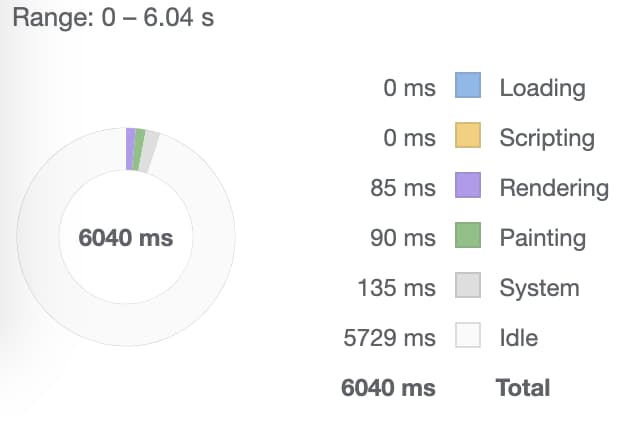 Range: 0 – 6.04 s
0 ms Loading
0 ms Scripting
85 ms Rendering
90 ms Painting
6040 ms
135 ms System
5729 ms Idle
6040 ms Total